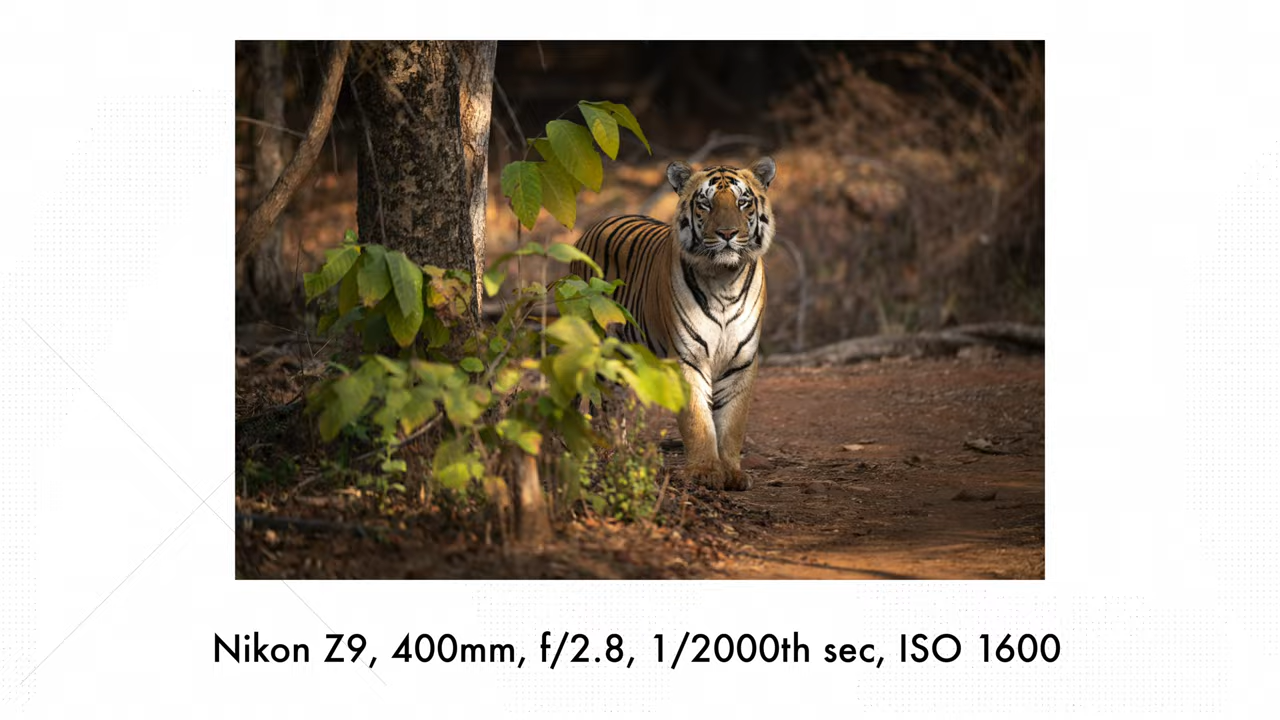 Nikon Z9, 400mm, f/2.8, 1/2000th sec, ISO 1600